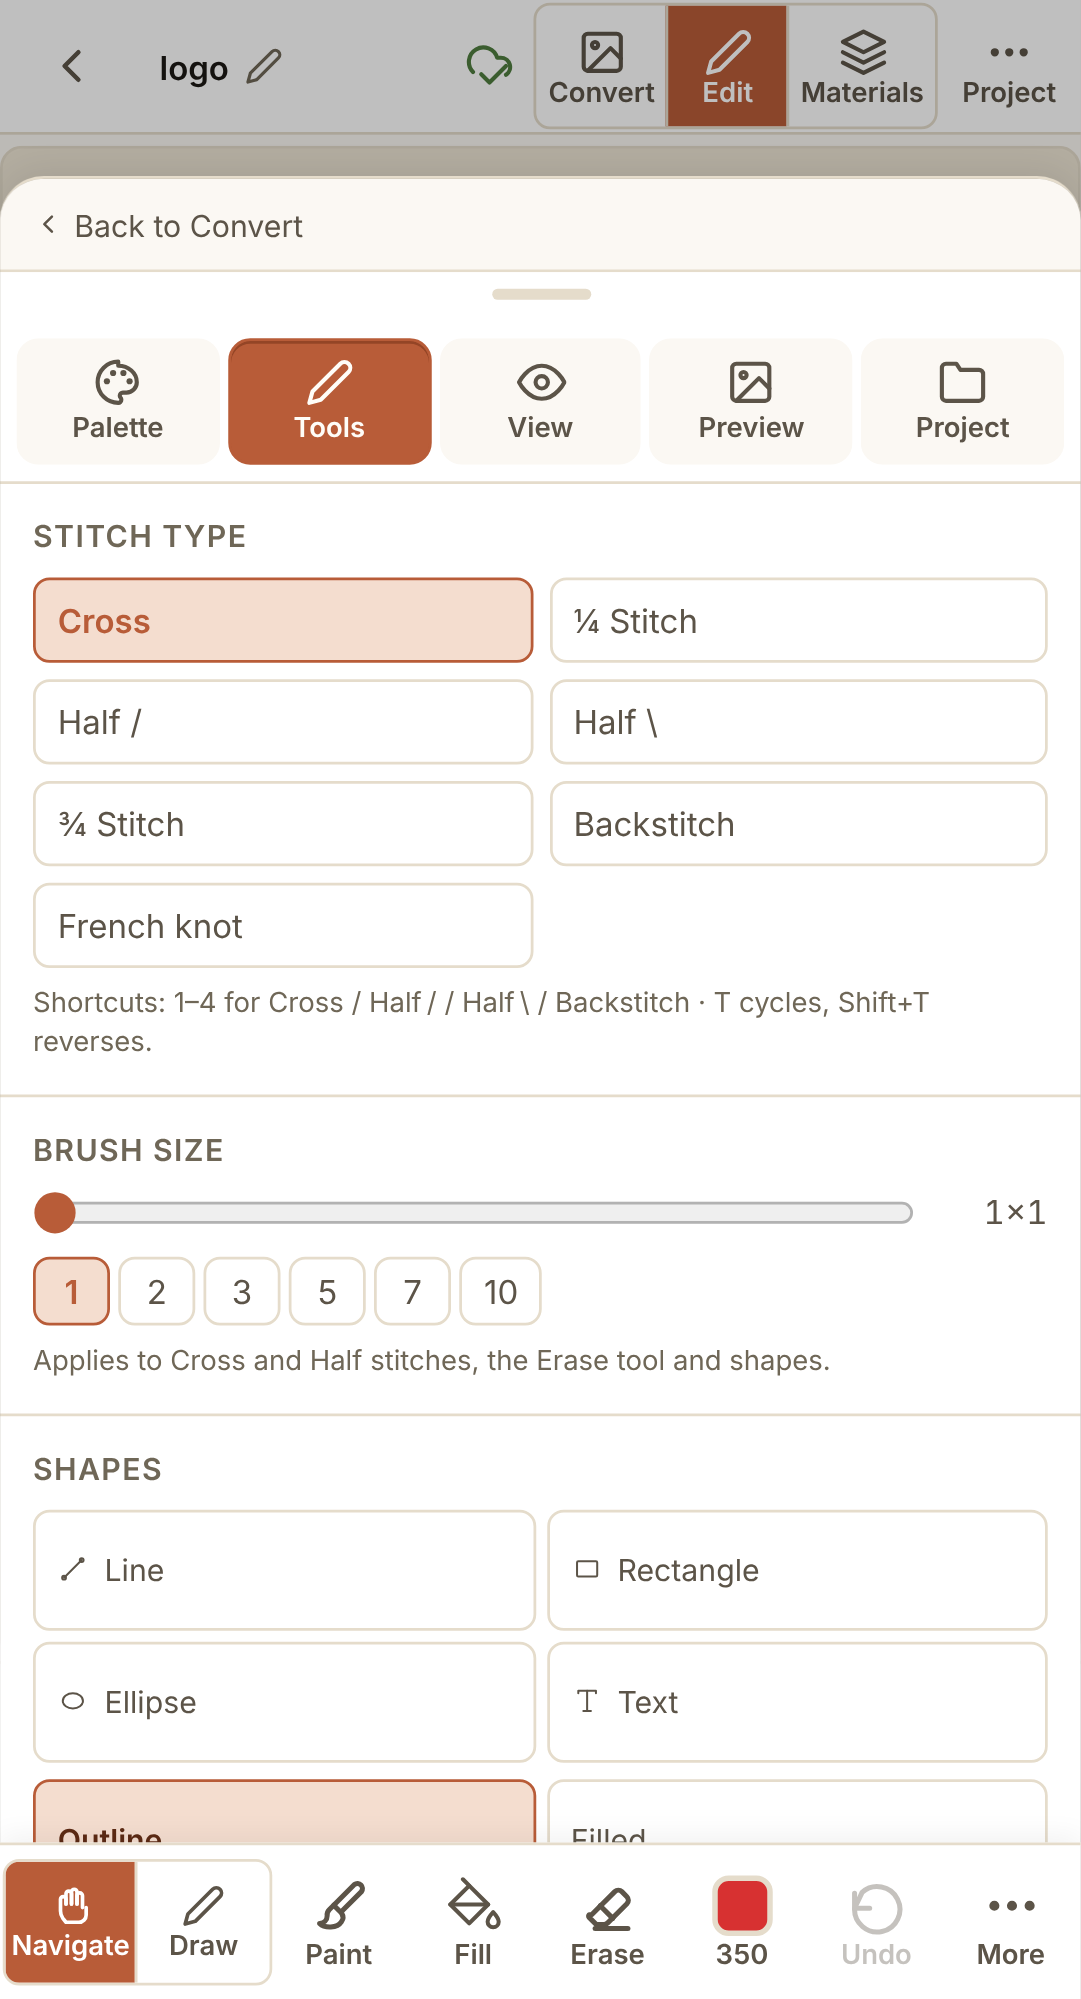 logo
Convert
Edit
Materials
Project
Back to Convert
Palette
Tools
View
Preview
Project
STITCH TYPE
Cross
¼ Stitch
Half /
Half \
¾ Stitch
Backstitch
French knot
Shortcuts: 1–4 for Cross / Half / / Half \ / Backstitch · T cycles, Shift+T
reverses.
BRUSH SIZE
1×1
1
2
3
5
7
10
Applies to Cross and Half stitches, the Erase tool and shapes.
SHAPES
Line
Rectangle
Ellipse
Text
Outline
Filled
Navigate
Draw
Paint
Fill
Erase
350
Undo
More